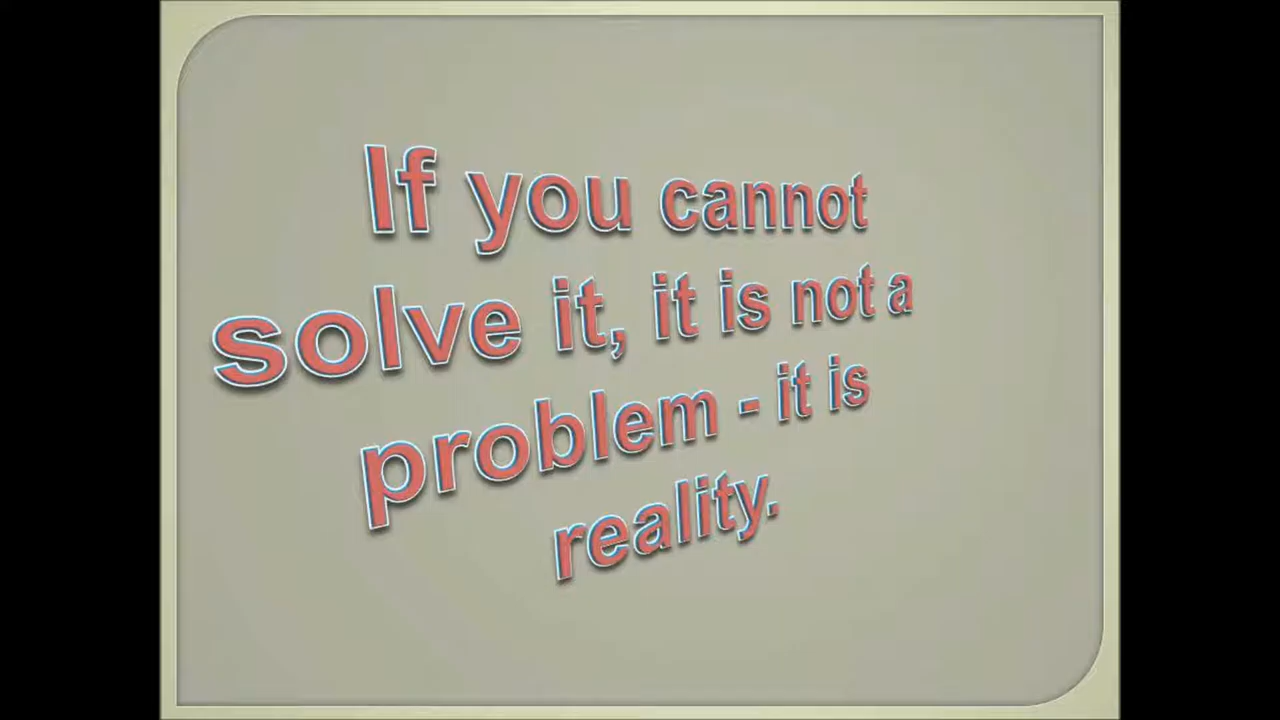 If you cannot
solve it, it is not a
problem - it is
reality.